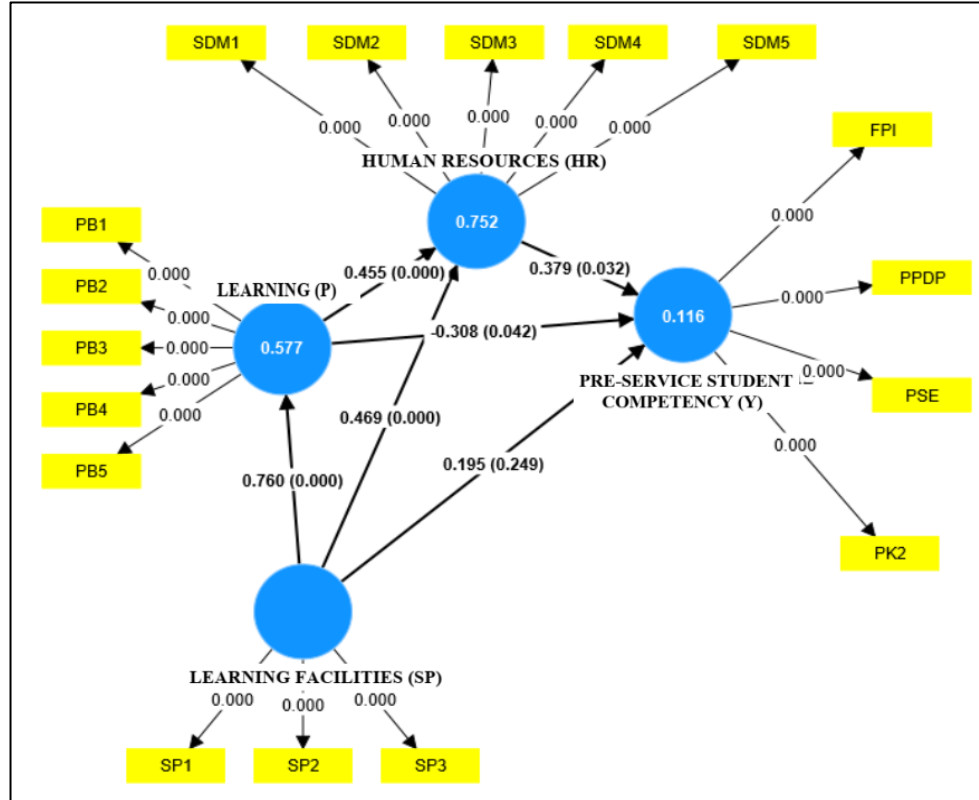 SDM1 SDM2 SDM3 SDM4 SDM5
0.000 0.000 0.000 0.000 0.000
FPI
HUMAN RESOURCES (HR)
0.752
0.000
PB1
PB2
PB3
PB4
PB5
0.000
0.000
0.000
0.000
0.000
LEARNING (P)
0.577
0.455 (0.000)
0.379 (0.032)
-0.308 (0.042)
0.116
0.000
PPDP
0.000
PSE
PRE-SERVICE STUDENT
COMPETENCY (Y)
0.469 (0.000)
0.195 (0.249)
0.760 (0.000)
0.000
PK2
LEARNING FACILITIES (SP)
0.000 0.000 0.000
SP1 SP2 SP3